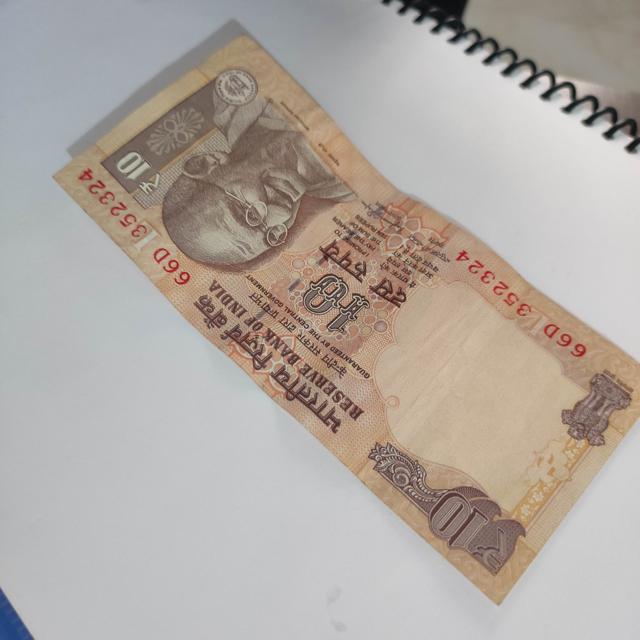 भारतीय रिज़र्व बैंक
RESERVE BANK OF INDIA
केन्द्रीय सरकार द्वारा प्रत्याभूत
GUARANTEED BY THE CENTRAL GOVERNMENT
10
दस रुपये
66D 352324
66D 352324
₹ 10
₹ 10